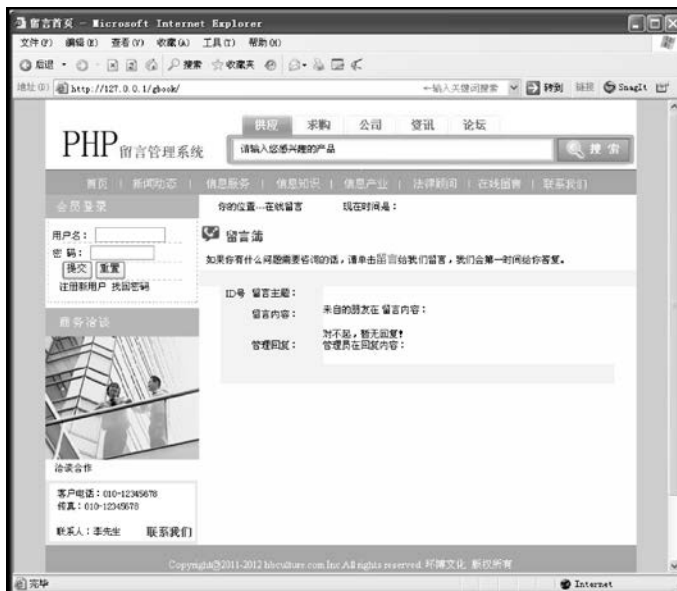 留言首页 - Microsoft Internet Explorer
文件(F) 编辑(E) 查看(V) 收藏(A) 工具(T) 帮助(H)
后退 搜索 收藏夹
地址(D) http://127.0.0.1/gbook/ 输入关键词搜索 转到 链接 SnagIt
供应 求购 公司 资讯 论坛
PHP留言管理系统
请输入您感兴趣的产品 搜索
首页 | 新闻动态 | 信息服务 | 信息知识 | 信息产业 | 法律顾问 | 在线留言 | 联系我们
会员登录
你的位置---在线留言 现在时间是：
用户名：
密 码：
提交 重置
注册新用户 找回密码
留言簿
如果你有什么问题需要咨询的话，请单击留言给我们留言，我们会第一时间给你答复。
ID号 留言主题：
留言内容： 来自的朋友在 留言内容：
对不起，暂无回复！
管理回复： 管理员在回复内容：
商务洽谈
洽谈合作
客户电话：010-12345678
传真：010-12345678
联系人：李先生 联系我们
Copyright@2011-2012 hbculture.com Inc All rights reserved. 环博文化 版权所有
完毕 Internet